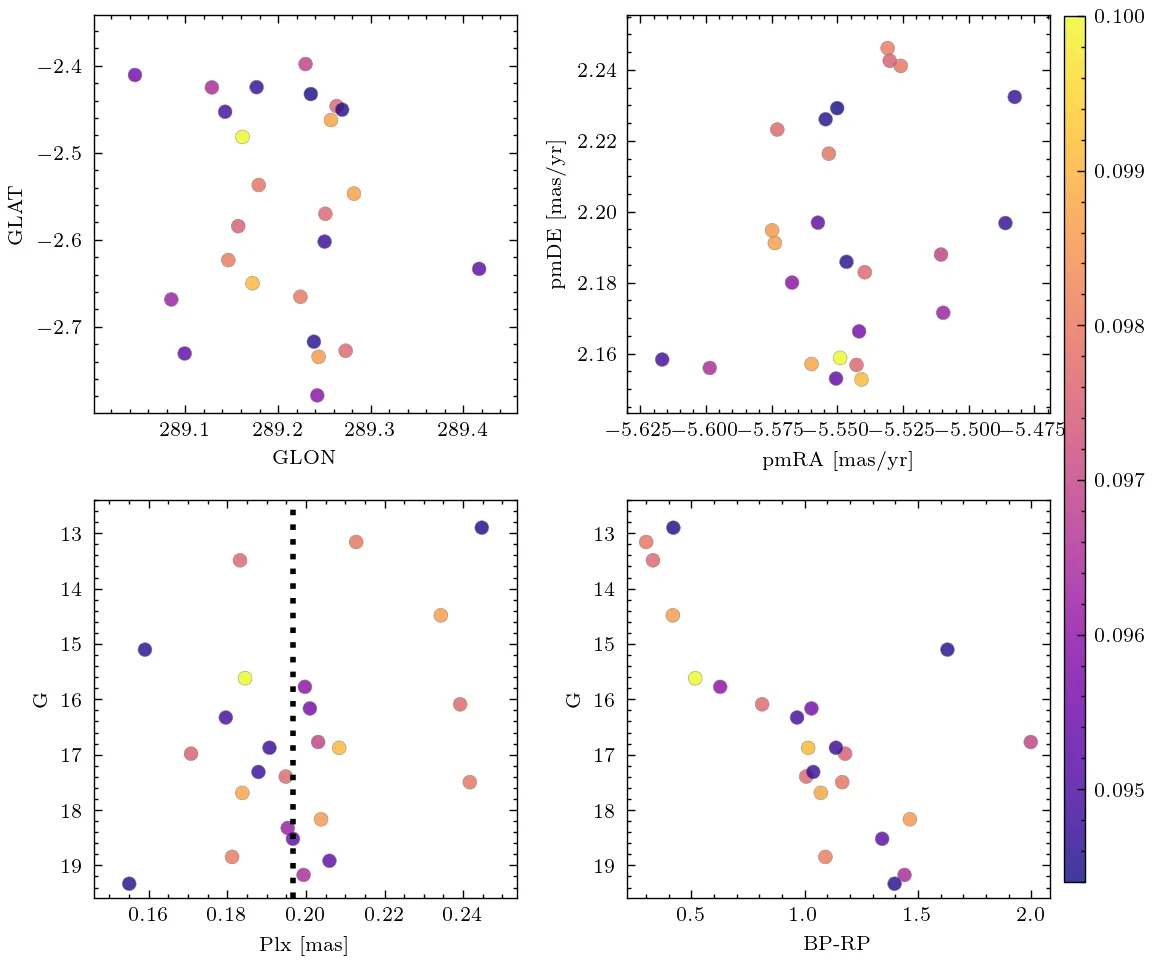 −2.4
−2.5
−2.6
−2.7
GLAT
289.1 289.2 289.3 289.4
GLON
2.24
2.22
2.20
2.18
2.16
pmDE [mas/yr]
−5.625 −5.600 −5.575 −5.550 −5.525 −5.500 −5.475
pmRA [mas/yr]
13
14
15
16
17
18
19
G
0.16 0.18 0.20 0.22 0.24
Plx [mas]
13
14
15
16
17
18
19
G
0.5 1.0 1.5 2.0
BP-RP
0.100
0.099
0.098
0.097
0.096
0.095